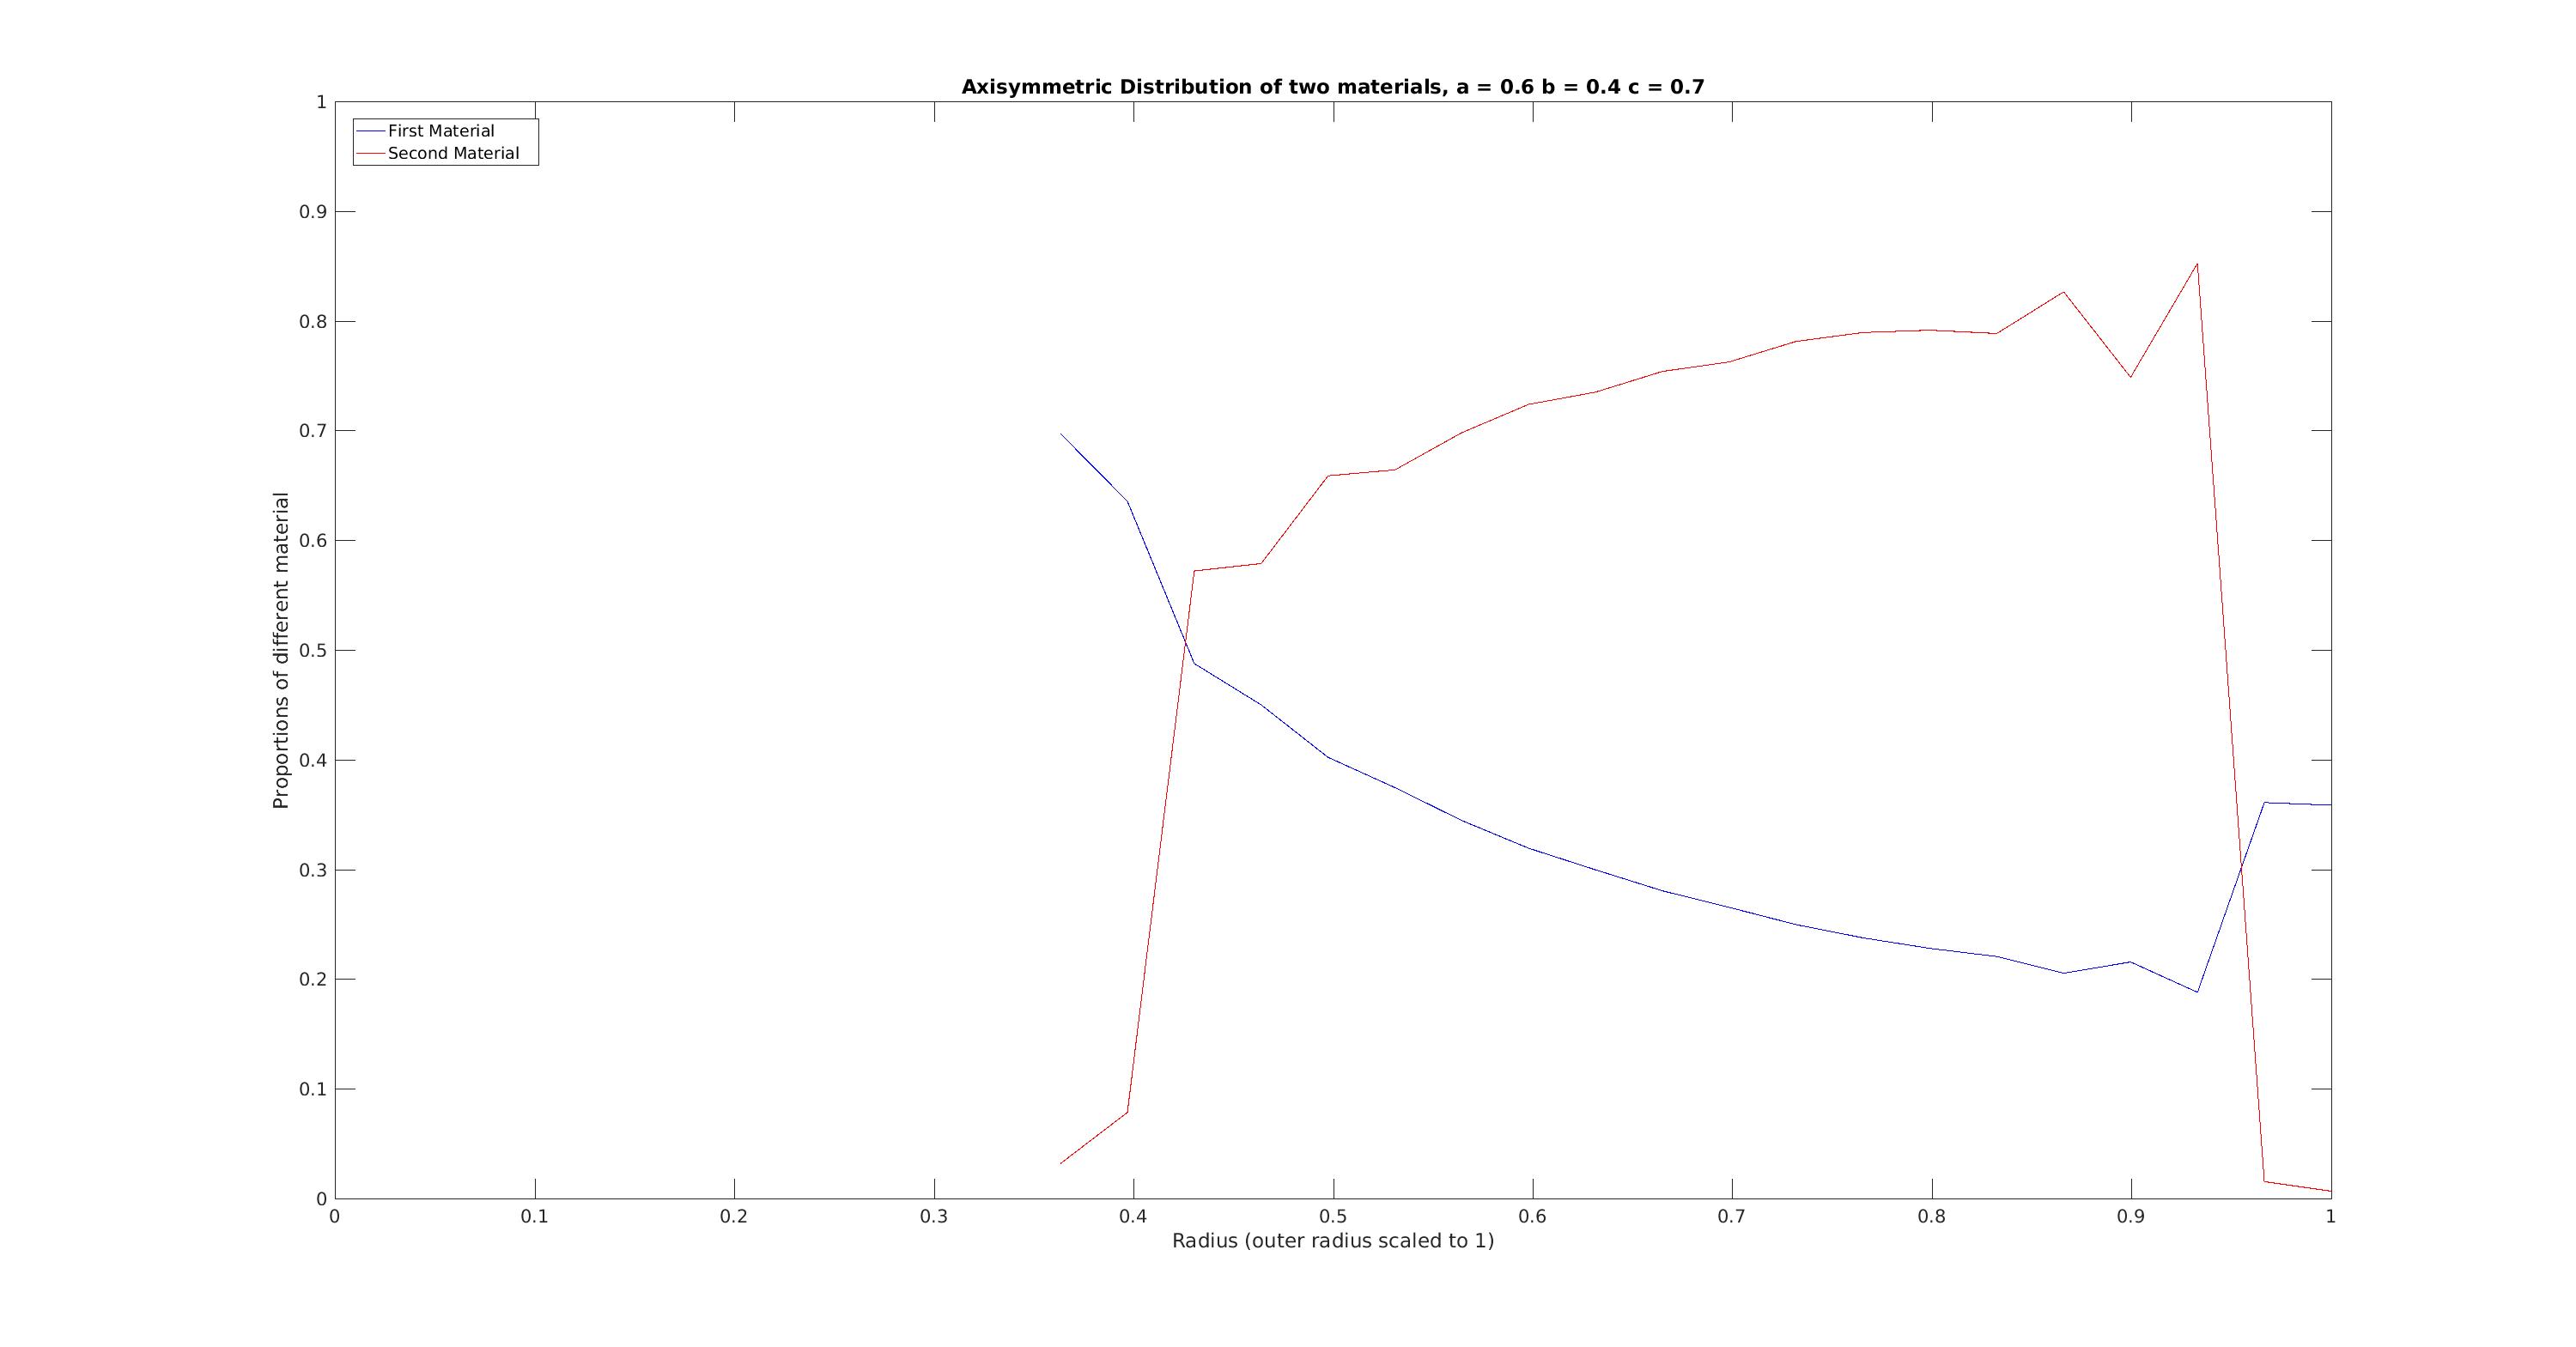 Axisymmetric Distribution of two materials, a = 0.6 b = 0.4 c = 0.7
First Material
Second Material
Proportions of different material
1
0.9
0.8
0.7
0.6
0.5
0.4
0.3
0.2
0.1
0
0 0.1 0.2 0.3 0.4 0.5 0.6 0.7 0.8 0.9 1
Radius (outer radius scaled to 1)